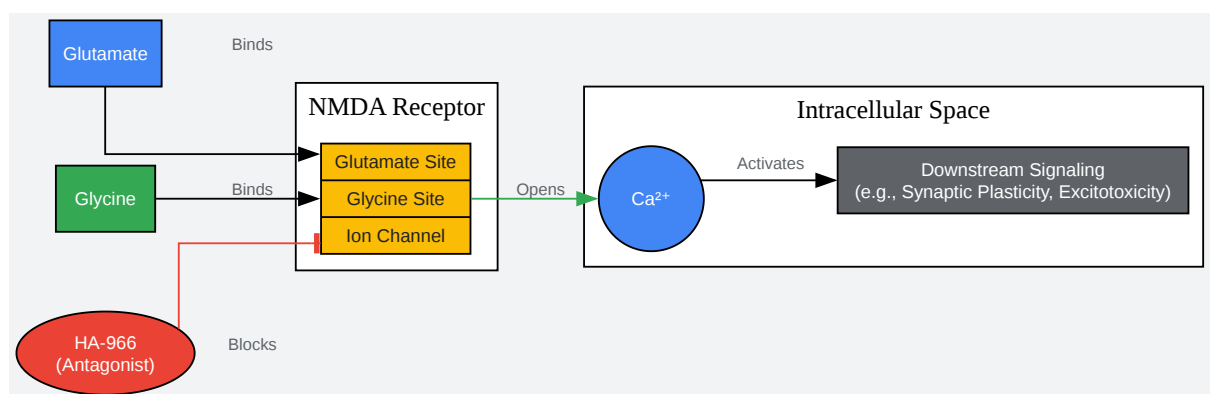 Glutamate
Binds
NMDA Receptor
Intracellular Space
Glutamate Site
Glycine
Binds
Glycine Site
Opens
Ca²⁺
Activates
Downstream Signaling
(e.g., Synaptic Plasticity, Excitotoxicity)
Ion Channel
HA-966
(Antagonist)
Blocks